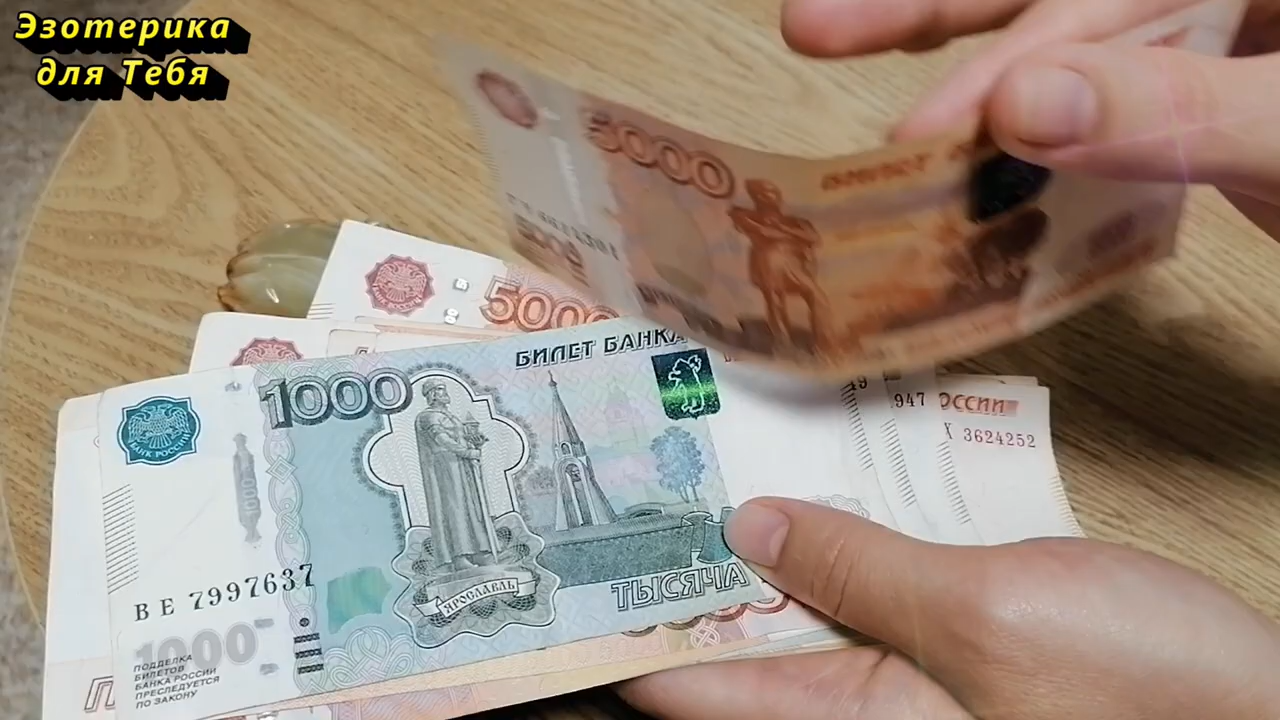 Эзотерика
для Тебя
5000
5000
БИЛЕТ БАНКА
1000
БАНК РОССИИ
947
ОССИИ
Х 3624252
ТЫСЯЧА
ЯРОСЛАВЛЬ
ВЕ 7997637
1000
ПОДДЕЛКА
БИЛЕТОВ
БАНКА РОССИИ
ПРЕСЛЕДУЕТСЯ
ПО ЗАКОНУ